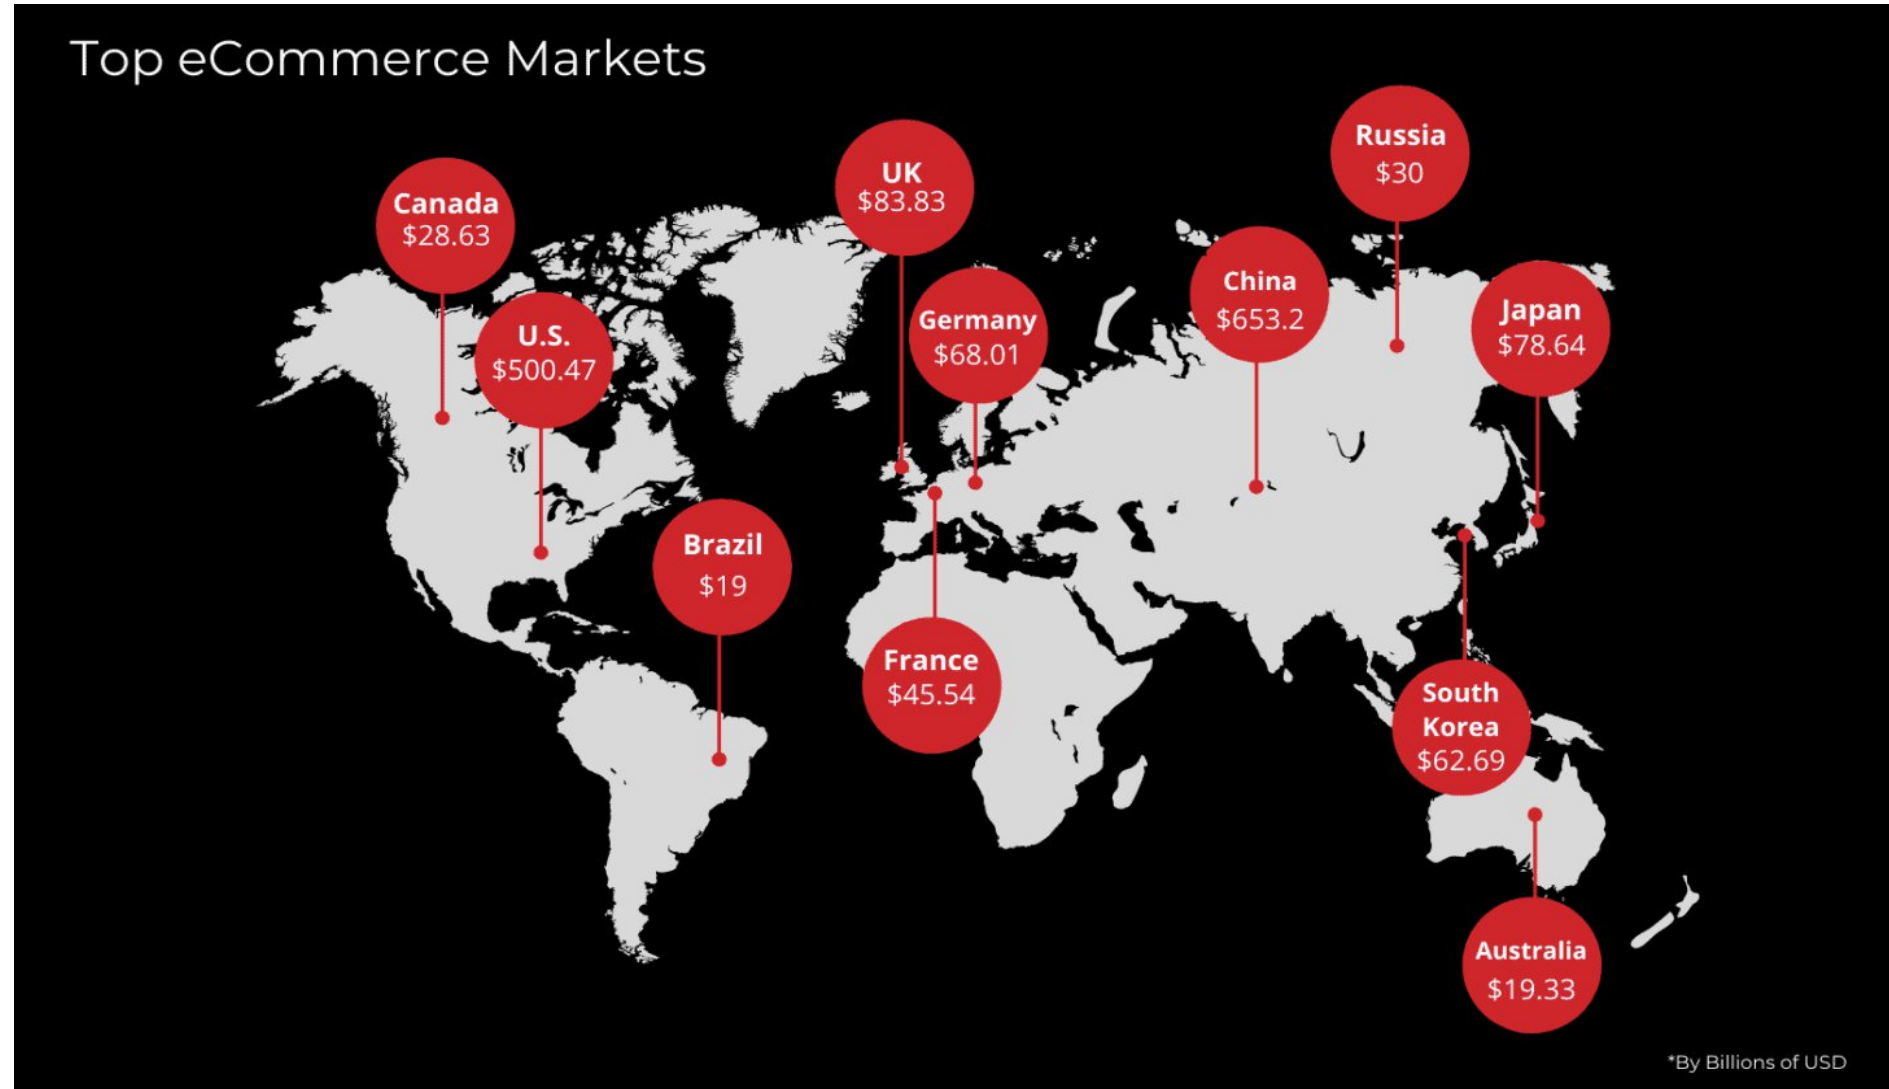 Top eCommerce Markets
Russia
$30
UK
$83.83
Canada
$28.63
China
$653.2
Germany
$68.01
Japan
$78.64
U.S.
$500.47
Brazil
$19
France
$45.54
South
Korea
$62.69
Australia
$19.33
*By Billions of USD